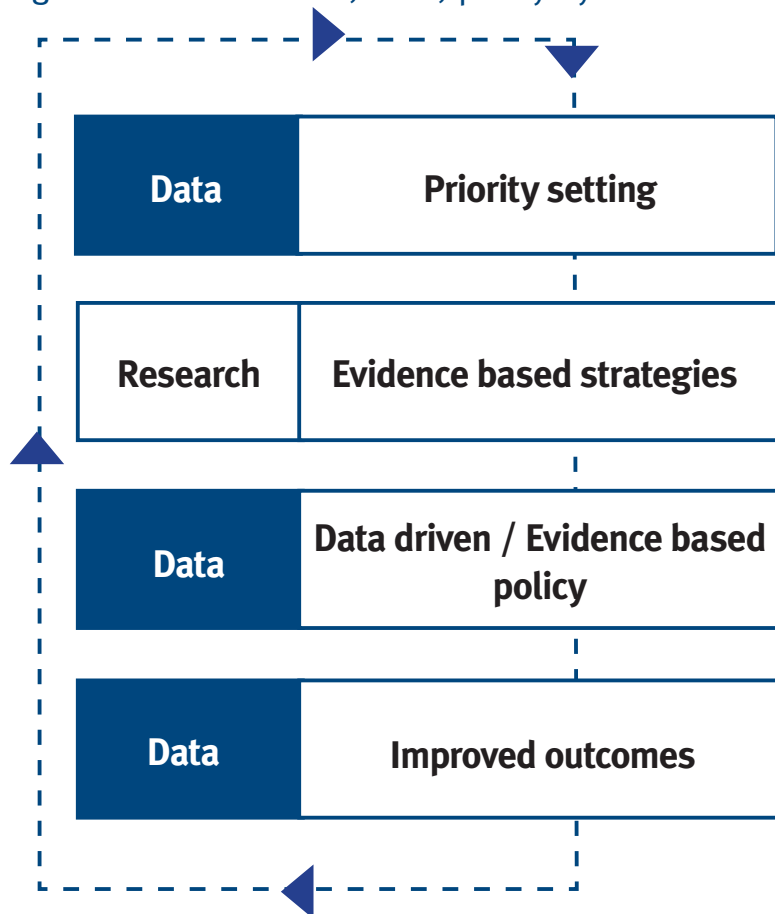 Data
Priority setting
Research
Evidence based strategies
Data
Data driven / Evidence based
policy
Data
Improved outcomes